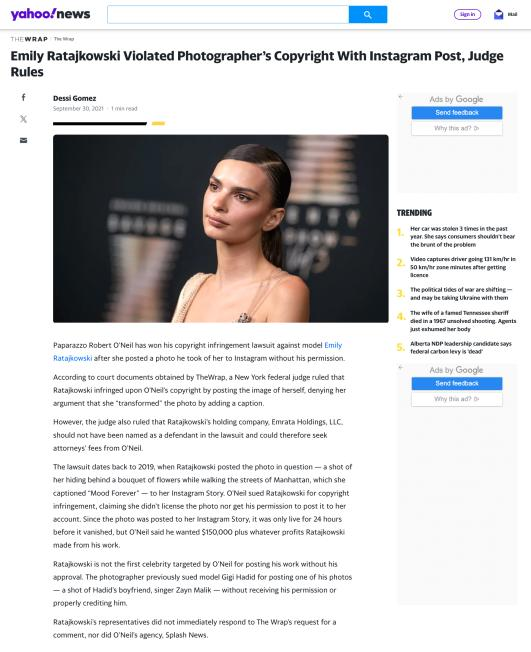 yahoo!news
Sign in
Mail
THEWRAP The Wrap
Emily Ratajkowski Violated Photographer's Copyright With Instagram Post, Judge
Rules
Dessi Gomez
September 30, 2021 · 1 min read
Paparazzo Robert O'Neil has won his copyright infringement lawsuit against model Emily
Ratajkowski after she posted a photo he took of her to Instagram without his permission.
According to court documents obtained by TheWrap, a New York federal judge ruled that
Ratajkowski infringed upon O'Neil's copyright by posting the image of herself, denying her
argument that she "transformed" the photo by adding a caption.
However, the judge also ruled that Ratajkowski's holding company, Emrata Holdings, LLC,
should not have been named as a defendant in the lawsuit and could therefore seek
attorneys' fees from O'Neil.
The lawsuit dates back to 2019, when Ratajkowski posted the photo in question — a shot of
her hiding behind a bouquet of flowers while walking the streets of Manhattan, which she
captioned "Mood Forever" — to her Instagram Story. O'Neil sued Ratajkowski for copyright
infringement, claiming she didn't license the photo nor get his permission to post it to her
account. Since the photo was posted to her Instagram Story, it was only live for 24 hours
before it vanished, but O'Neil said he wanted $150,000 plus whatever profits Ratajkowski
made from his work.
Ratajkowski is not the first celebrity targeted by O'Neil for posting his work without his
approval. The photographer previously sued model Gigi Hadid for posting one of his photos
— a shot of Hadid's boyfriend, singer Zayn Malik — without receiving his permission or
properly crediting him.
Ratajkowski's representatives did not immediately respond to The Wrap's request for a
comment, nor did O'Neil's agency, Splash News.
Ads by Google
Send feedback
Why this ad?
TRENDING
1. Her car was stolen 3 times in the past
year. She says consumers shouldn't bear
the brunt of the problem
2. Video captures driver going 131 km/hr in
50 km/hr zone minutes after getting
licence
3. The political tides of war are shifting —
and may be taking Ukraine with them
4. The wife of a famed Tennessee sheriff
died in a 1967 unsolved shooting. Agents
just exhumed her body
5. Alberta NDP leadership candidate says
federal carbon levy is 'dead'
Ads by Google
Send feedback
Why this ad?